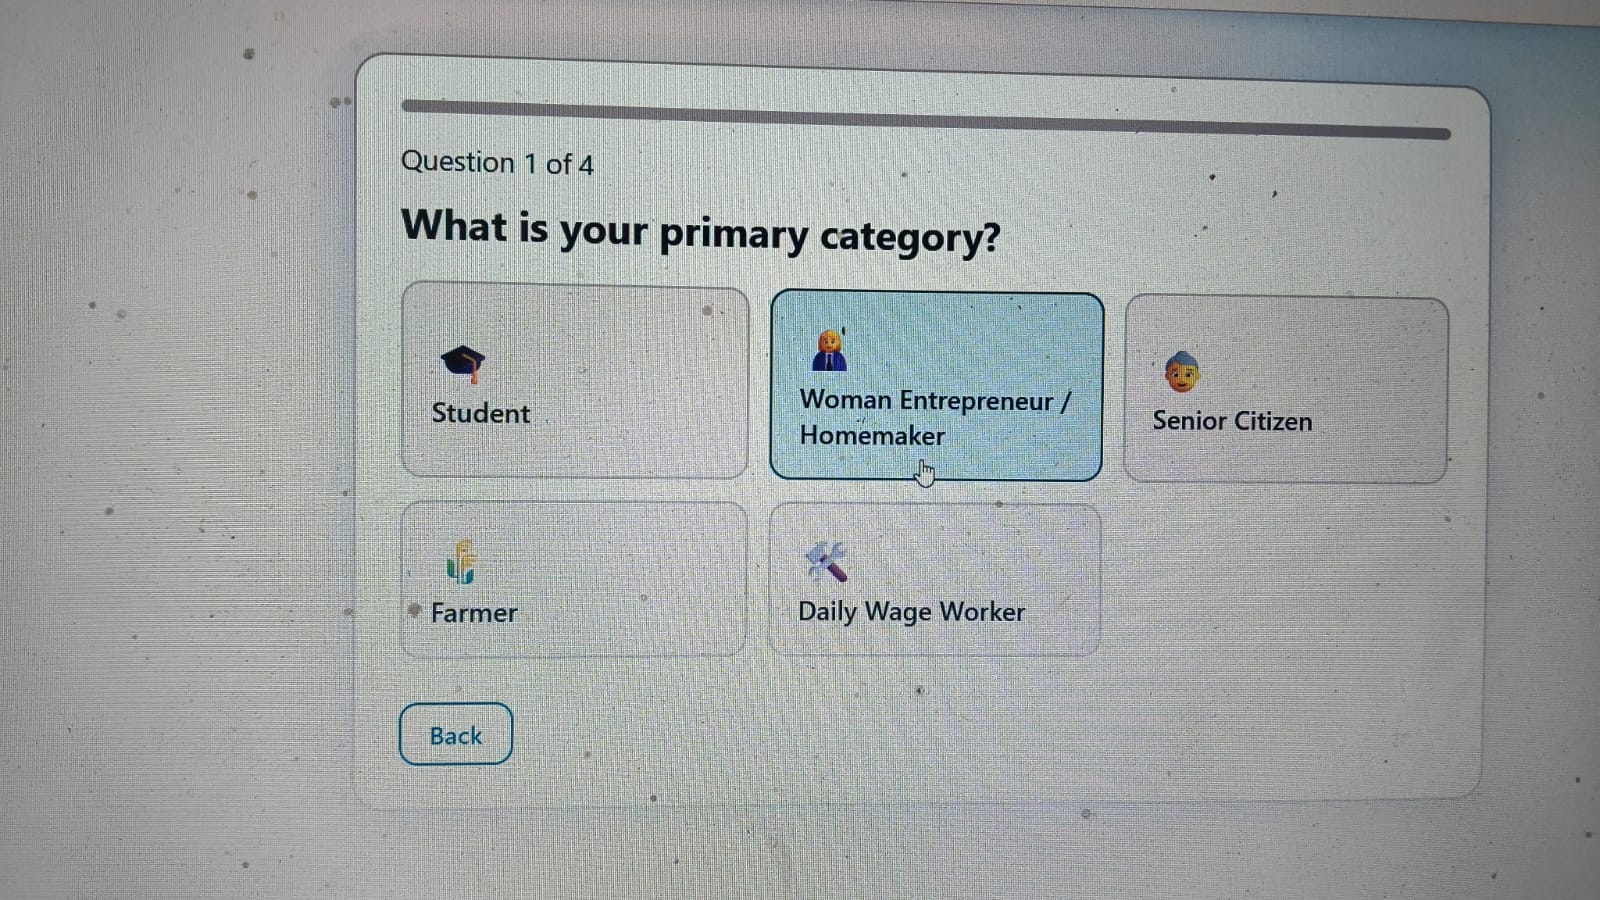 Question 1 of 4
What is your primary category?
Student
Woman Entrepreneur /
Homemaker
Senior Citizen
Farmer
Daily Wage Worker
Back